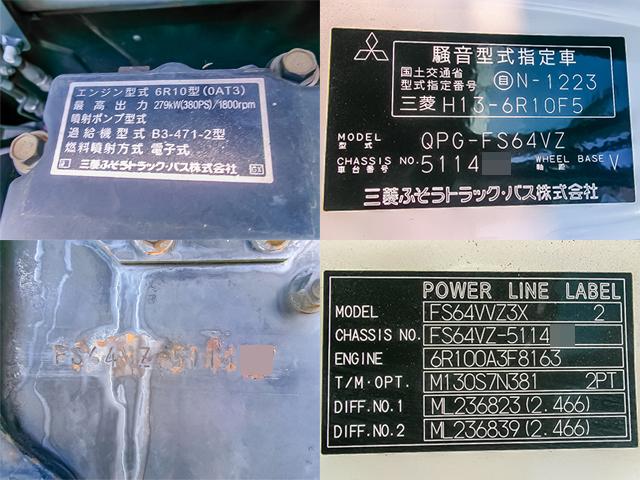 エンジン型式 6R10型(0AT3)
最高出力 279kW(380PS)/1800rpm
噴射ポンプ型式
過給機型式 B3-471-2型
燃料噴射方式 電子式
三菱ふそうトラック・バス株式会社
騒音型式指定車
国土交通省
型式指定番号 自N-1223
三菱 H13-6R10F5
MODEL
型式 QPG-FS64VZ
CHASSIS NO.
車台番号 5114
WHEEL BASE
軸距 V
三菱ふそうトラック・バス株式会社
FS64VZ-511
POWER LINE LABEL
MODEL FS64VVZ3X 2
CHASSIS NO. FS64VZ-5114
ENGINE 6R100A3F8163
T/M・OPT. M130S7N381 2PT
DIFF.NO.1 ML236823(2.466)
DIFF.NO.2 ML236839(2.466)